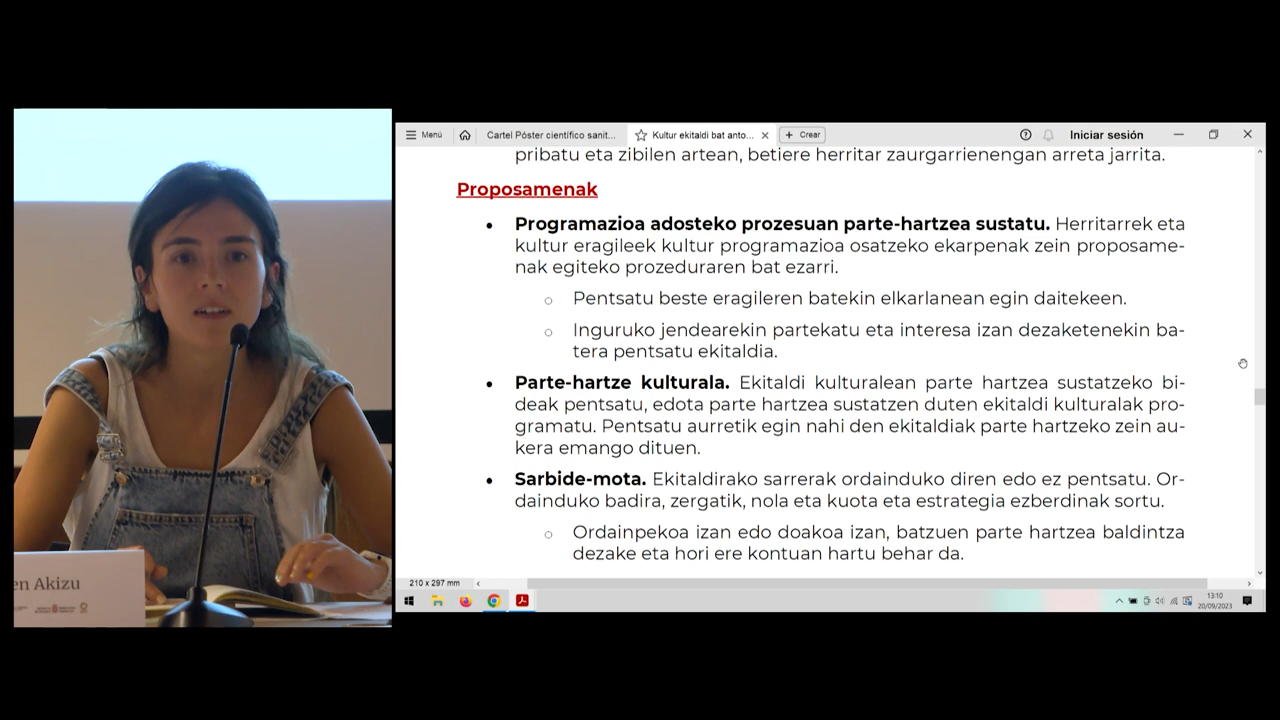 Menú
Cartel Póster científico sanit...
Kultur ekitaldi bat anto...
Crear
Iniciar sesión
pribatu eta zibilen artean, betiere herritar zaurgarrienengan arreta jarrita.
Proposamenak
• Programazioa adosteko prozesuan parte-hartzea sustatu. Herritarrek eta
kultur eragileek kultur programazioa osatzeko ekarpenak zein proposame-
nak egiteko prozeduraren bat ezarri.
○ Pentsatu beste eragileren batekin elkarlanean egin daitekeen.
○ Inguruko jendearekin partekatu eta interesa izan dezaketenekin ba-
tera pentsatu ekitaldia.
• Parte-hartze kulturala. Ekitaldi kulturalean parte hartzea sustatzeko bi-
deak pentsatu, edota parte hartzea sustatzen duten ekitaldi kulturalak pro-
gramatu. Pentsatu aurretik egin nahi den ekitaldiak parte hartzeko zein au-
kera emango dituen.
• Sarbide-mota. Ekitaldirako sarrerak ordainduko diren edo ez pentsatu. Or-
dainduko badira, zergatik, nola eta kuota eta estrategia ezberdinak sortu.
○ Ordainpekoa izan edo doakoa izan, batzuen parte hartzea baldintza
dezake eta hori ere kontuan hartu behar da.
210 x 297 mm
13:10
20/09/2023
en Akizu